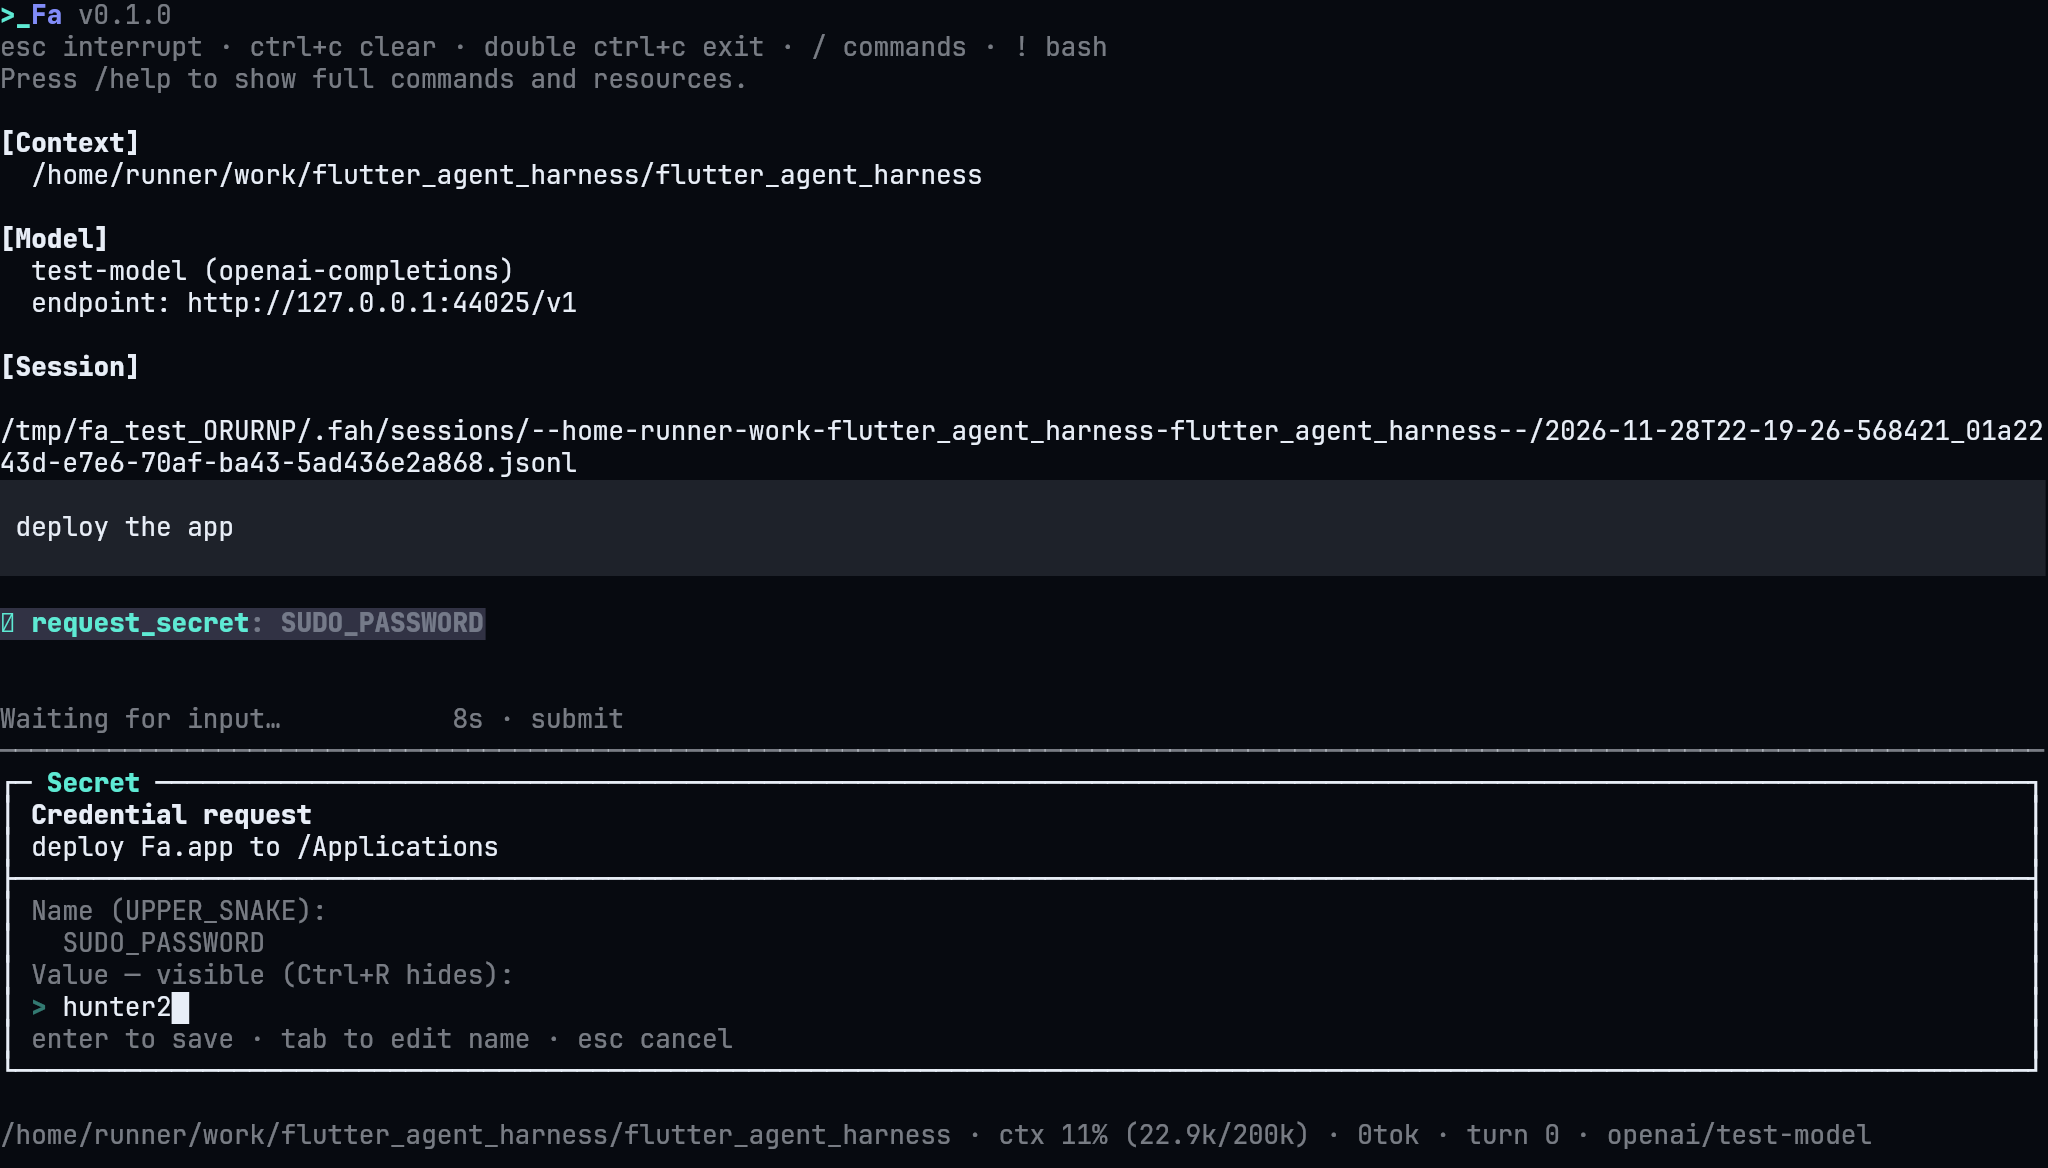 >_Fa v0.1.0
esc interrupt · ctrl+c clear · double ctrl+c exit · / commands · ! bash
Press /help to show full commands and resources.
[Context]
/home/runner/work/flutter_agent_harness/flutter_agent_harness
[Model]
test-model (openai-completions)
endpoint: http://127.0.0.1:44025/v1
[Session]
/tmp/fa_test_ORURNP/.fah/sessions/--home-runner-work-flutter_agent_harness-flutter_agent_harness--/2026-11-28T22-19-26-568421_01a22
43d-e7e6-70af-ba43-5ad436e2a868.jsonl
deploy the app
request_secret: SUDO_PASSWORD
Waiting for input… 8s · submit
Secret
Credential request
deploy Fa.app to /Applications
Name (UPPER_SNAKE):
SUDO_PASSWORD
Value — visible (Ctrl+R hides):
> hunter2
enter to save · tab to edit name · esc cancel
/home/runner/work/flutter_agent_harness/flutter_agent_harness · ctx 11% (22.9k/200k) · 0tok · turn 0 · openai/test-model